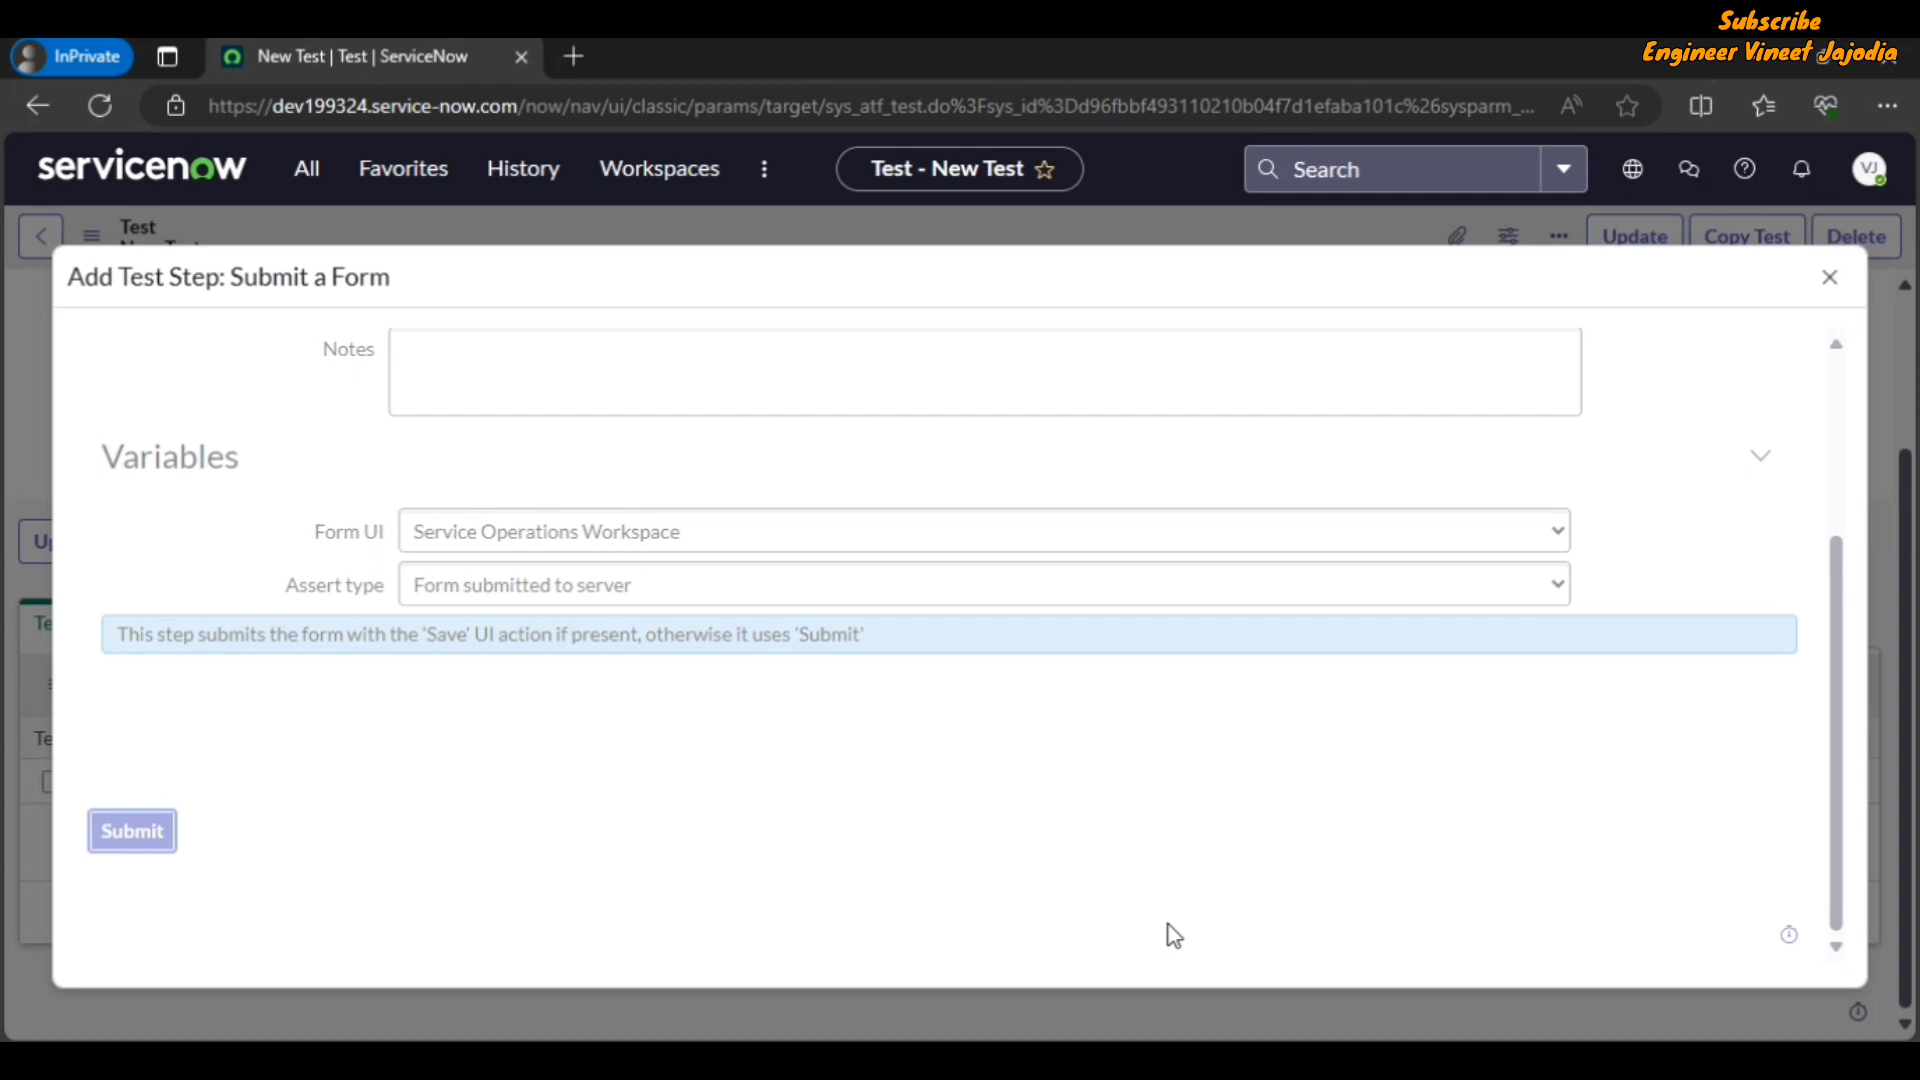 Subscribe
Engineer Vineet Jajodia
InPrivate
New Test | Test | ServiceNow
https://dev199324.service-now.com/now/nav/ui/classic/params/target/sys_atf_test.do%3Fsys_id%3Dd96fbbf493110210b04f7d1efaba101c%26sysparm_...
servicenow
All
Favorites
History
Workspaces
Test - New Test
Search
VJ
Test
Update
Copy Test
Delete
Add Test Step: Submit a Form
Notes
Variables
Form UI
Service Operations Workspace
Assert type
Form submitted to server
This step submits the form with the 'Save' UI action if present, otherwise it uses 'Submit'
Submit